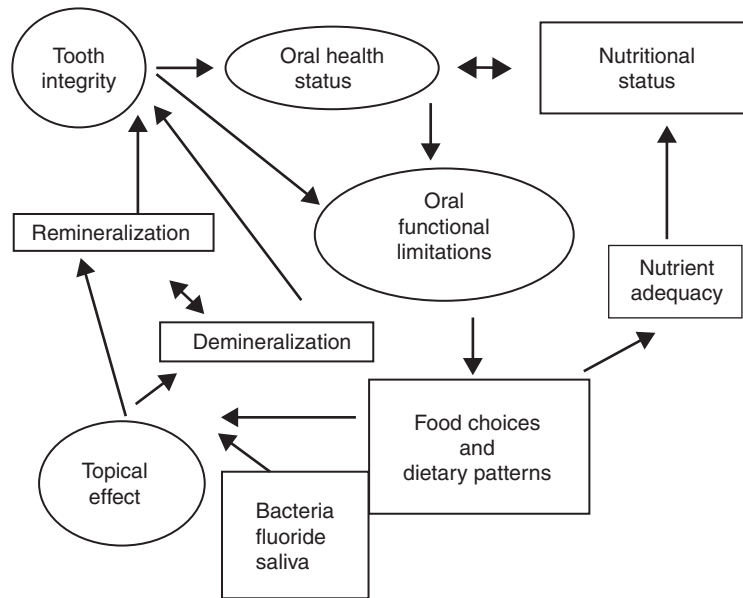 Tooth
integrity
Oral health
status
Nutritional
status
Oral
functional
limitations
Remineralization
Nutrient
adequacy
Demineralization
Food choices
and
dietary patterns
Topical
effect
Bacteria
fluoride
saliva